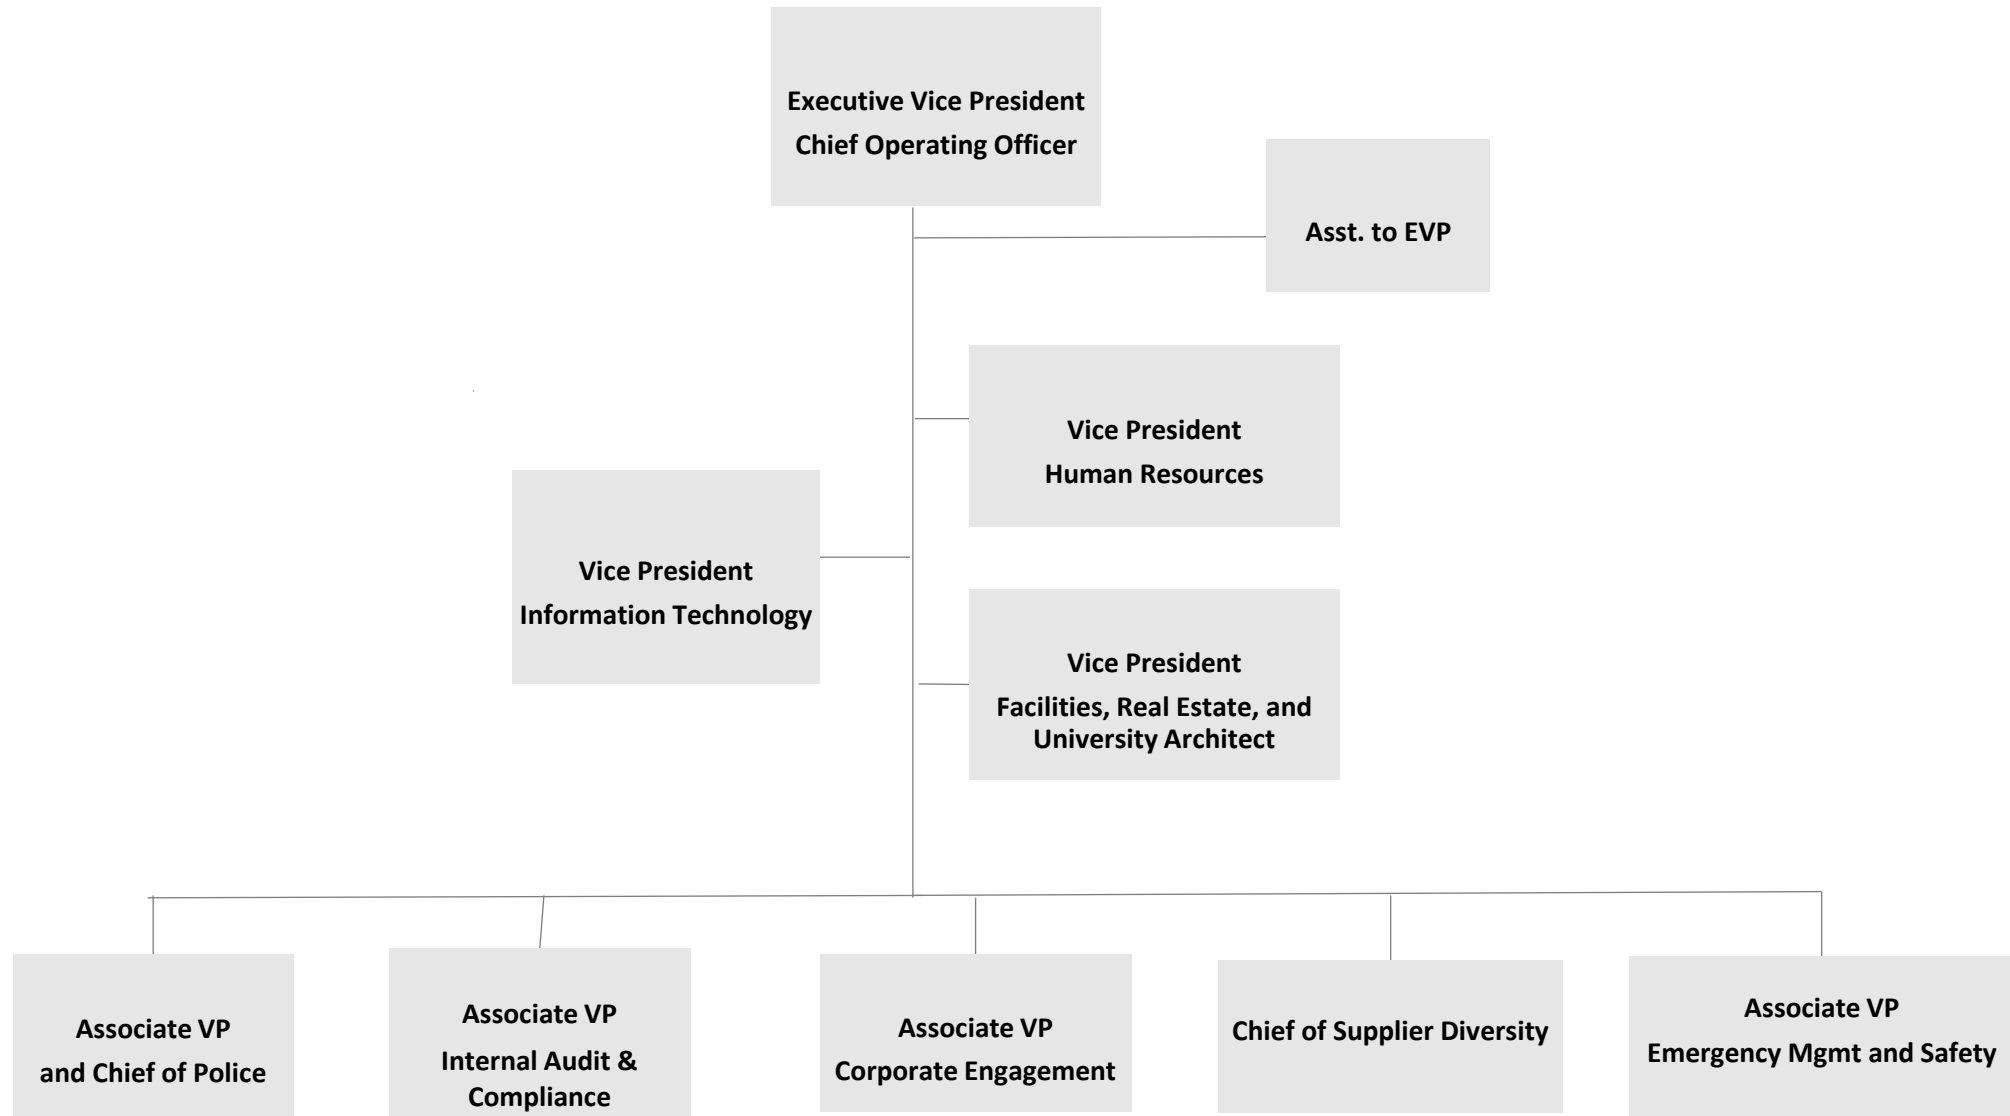 Executive Vice President
Chief Operating Officer
Asst. to EVP
Vice President
Human Resources
Vice President
Information Technology
Vice President
Facilities, Real Estate, and
University Architect
Associate VP
and Chief of Police
Associate VP
Internal Audit &
Compliance
Associate VP
Corporate Engagement
Chief of Supplier Diversity
Associate VP
Emergency Mgmt and Safety